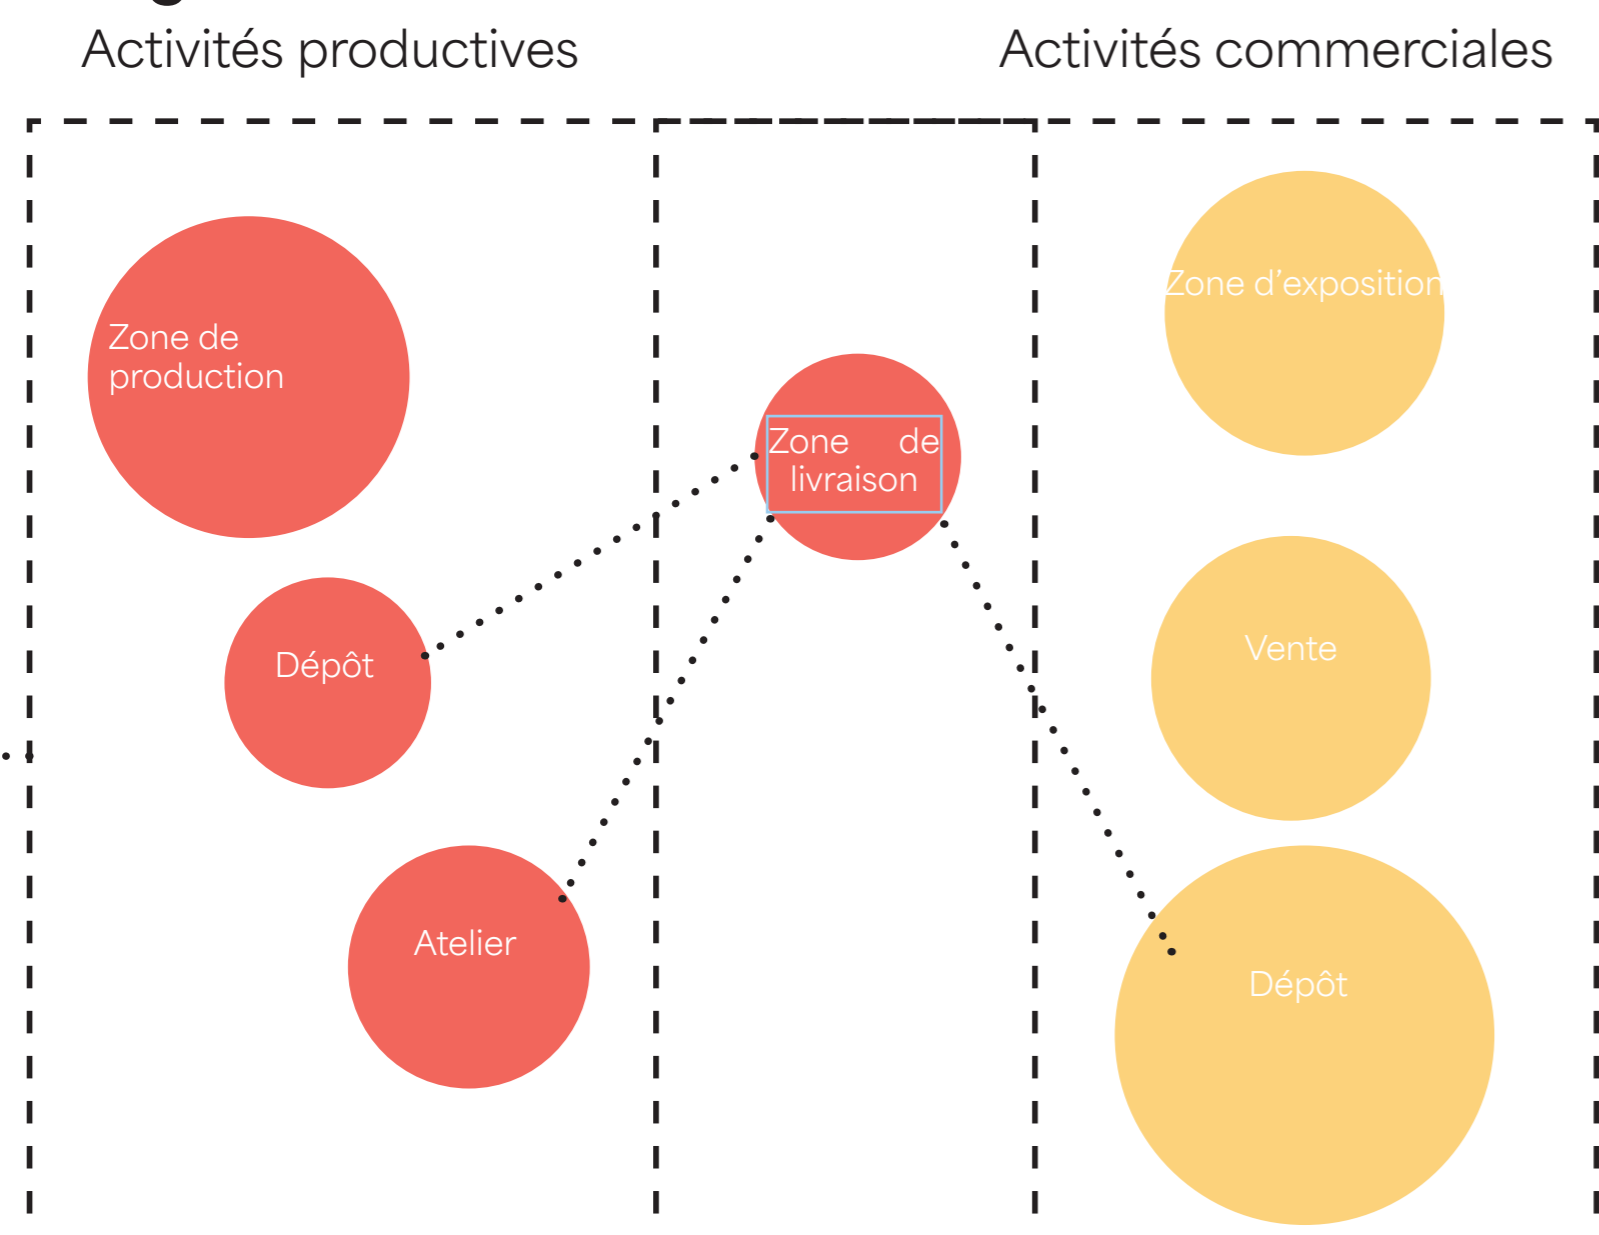 Activités productives
Activités commerciales
Zone de
production
Dépôt
Atelier
Zone de
livraison
Zone d’exposition
Vente
Dépôt